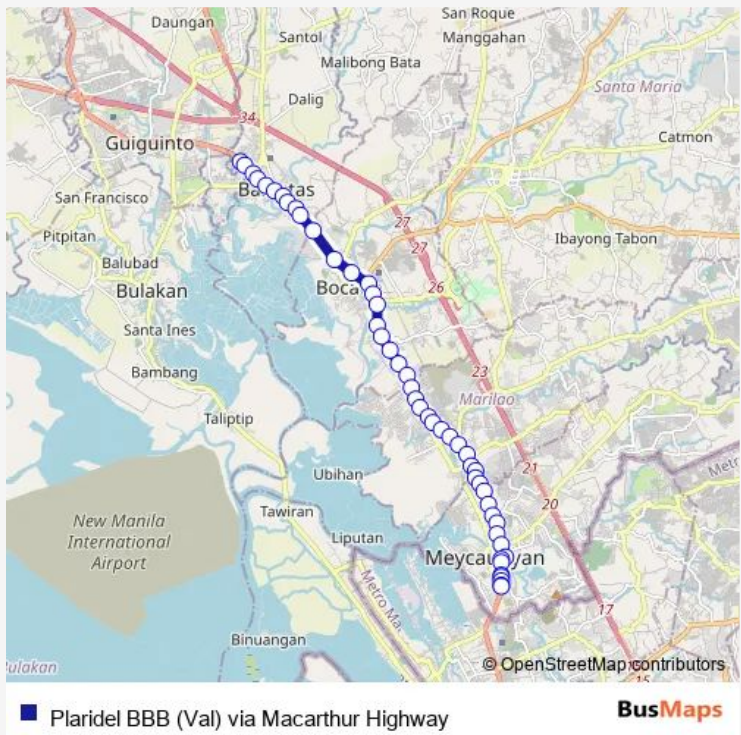 San Roque
Manggahan
Daungan
Santol
Malibong Bata
Santa Maria
Dalig
34
Catmon
Guiguinto
San Francisco
27
Pitpitan
27
Ibayong Tabon
Balubad
Bulakan
Boca
26
Santa Ines
Bambang
23
Marilao
Taliptip
Ubihan
21
20
New Manila
International
Airport
Tawiran
Liputan
17
Binuangan
15
© OpenStreetMap contributors
Plaridel BBB (Val) via Macarthur Highway
BusMaps